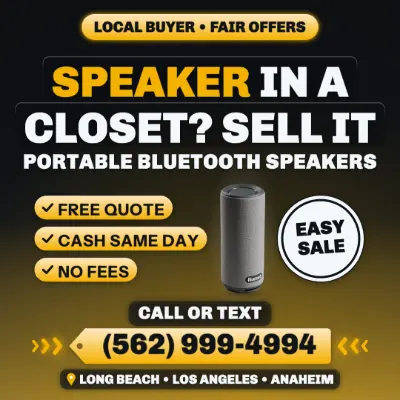 LOCAL BUYER • FAIR OFFERS
SPEAKER IN A
CLOSET? SELL IT
PORTABLE BLUETOOTH SPEAKERS
FREE QUOTE
CASH SAME DAY
NO FEES
EASY
SALE
CALL OR TEXT
(562) 999-4994
LONG BEACH • LOS ANGELES • ANAHEIM